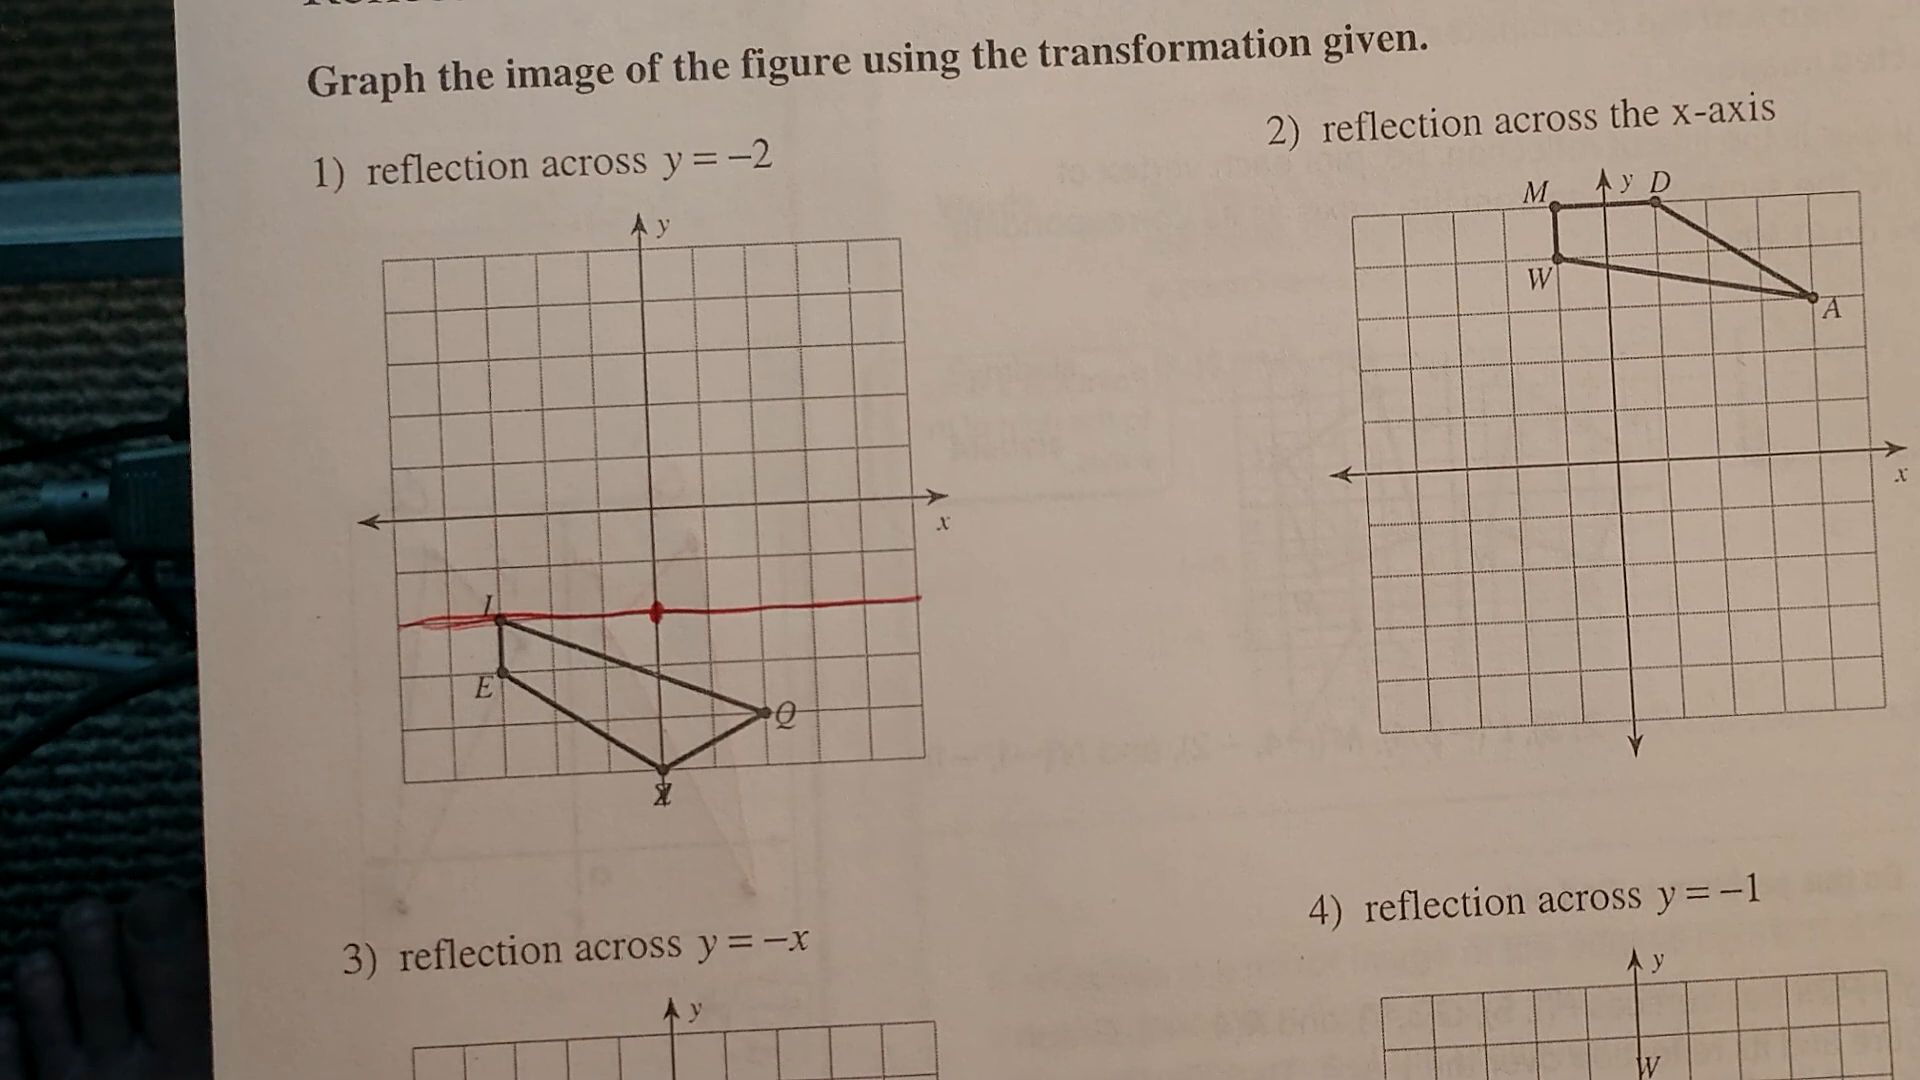 Graph the image of the figure using the transformation given.
1) reflection across y = −2
2) reflection across the x-axis
y
x
I
E
Q
M
y
D
W
A
x
3) reflection across y = −x
4) reflection across y = −1
y
y
W